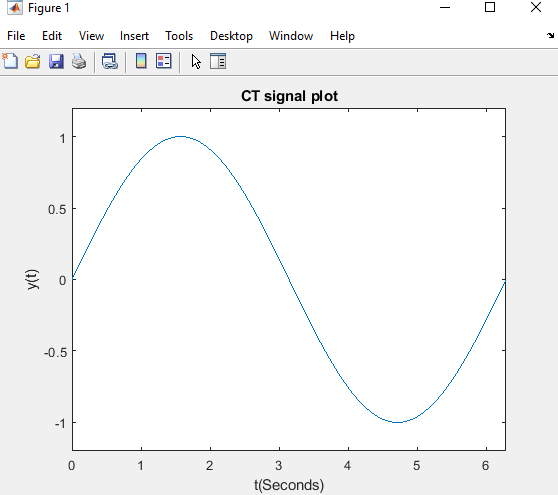 Figure 1
File Edit View Insert Tools Desktop Window Help
CT signal plot
1
0.5
0
-0.5
-1
y(t)
0 1 2 3 4 5 6
t(Seconds)